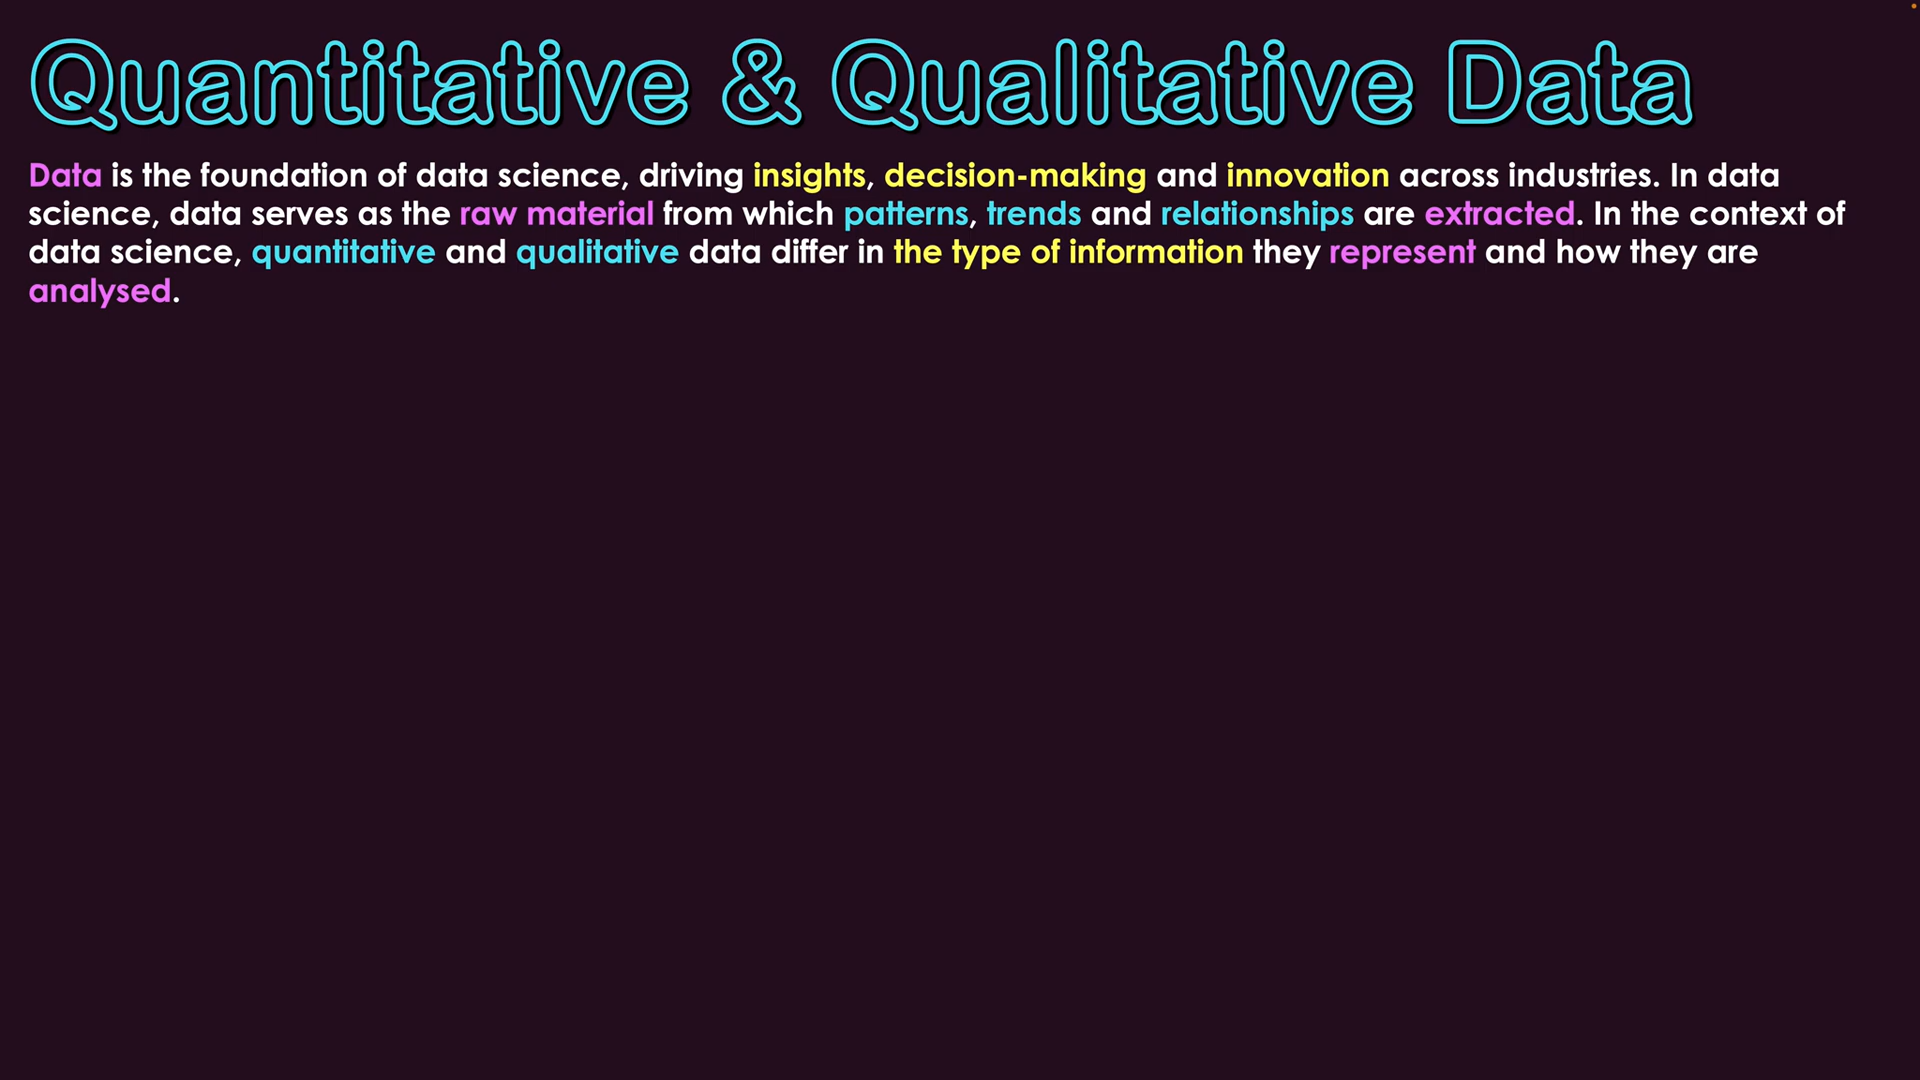 Quantitative & Qualitative Data
Data is the foundation of data science, driving insights, decision-making and innovation across industries. In data
science, data serves as the raw material from which patterns, trends and relationships are extracted. In the context of
data science, quantitative and qualitative data differ in the type of information they represent and how they are
analysed.